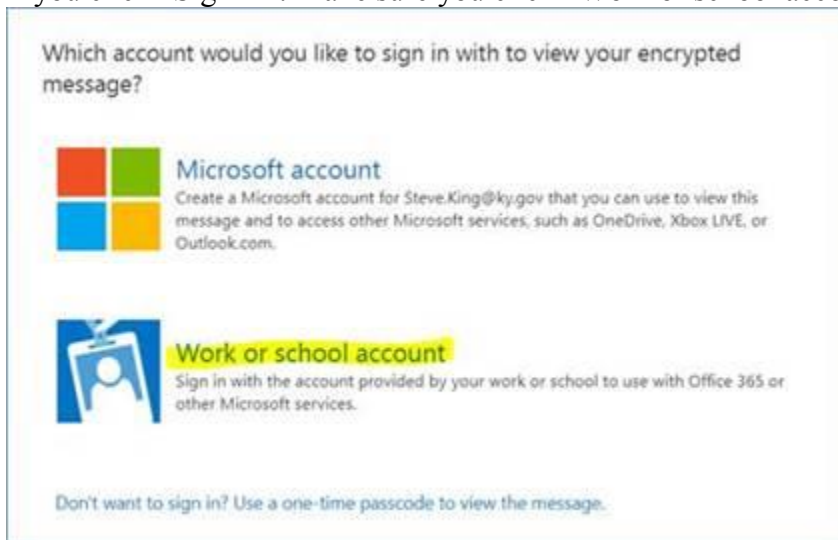 Which account would you like to sign in with to view your encrypted
message?
Microsoft account
Create a Microsoft account for Steve.King@ky.gov that you can use to view this
message and to access other Microsoft services, such as OneDrive, Xbox LIVE, or
Outlook.com.
Work or school account
Sign in with the account provided by your work or school to use with Office 365 or
other Microsoft services.
Don't want to sign in? Use a one-time passcode to view the message.